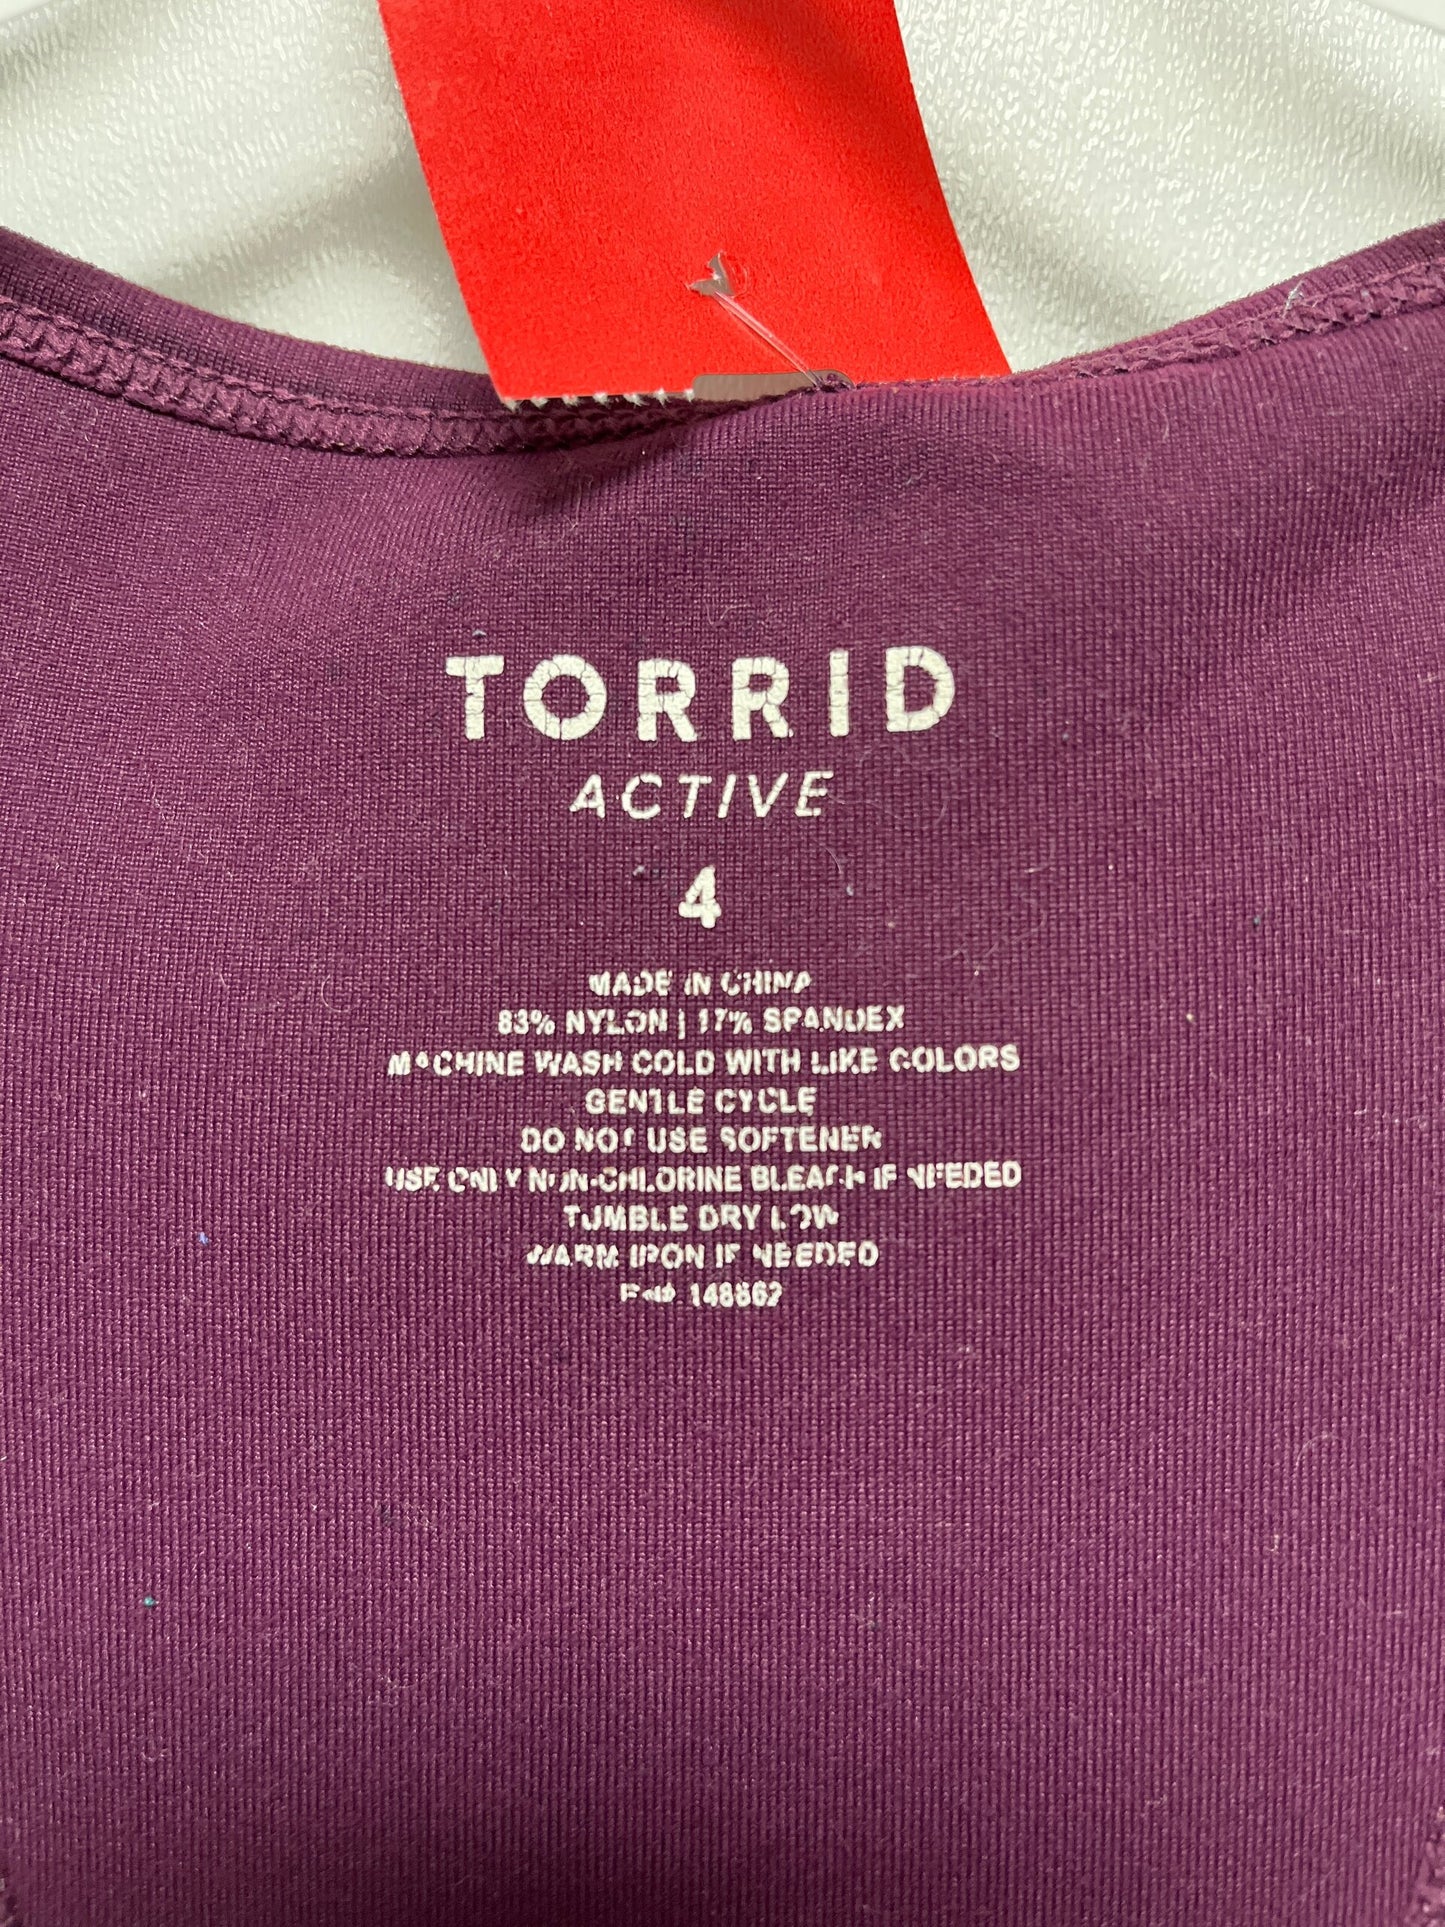 TORRID
ACTIVE
4
MADE IN CHINA
83% NYLON | 17% SPANDEX
MACHINE WASH COLD WITH LIKE COLORS
GENTLE CYCLE
DO NOT USE SOFTENER
USE ONLY NON-CHLORINE BLEACH IF NEEDED
TUMBLE DRY LOW
WARM IRON IF NEEDED
148862